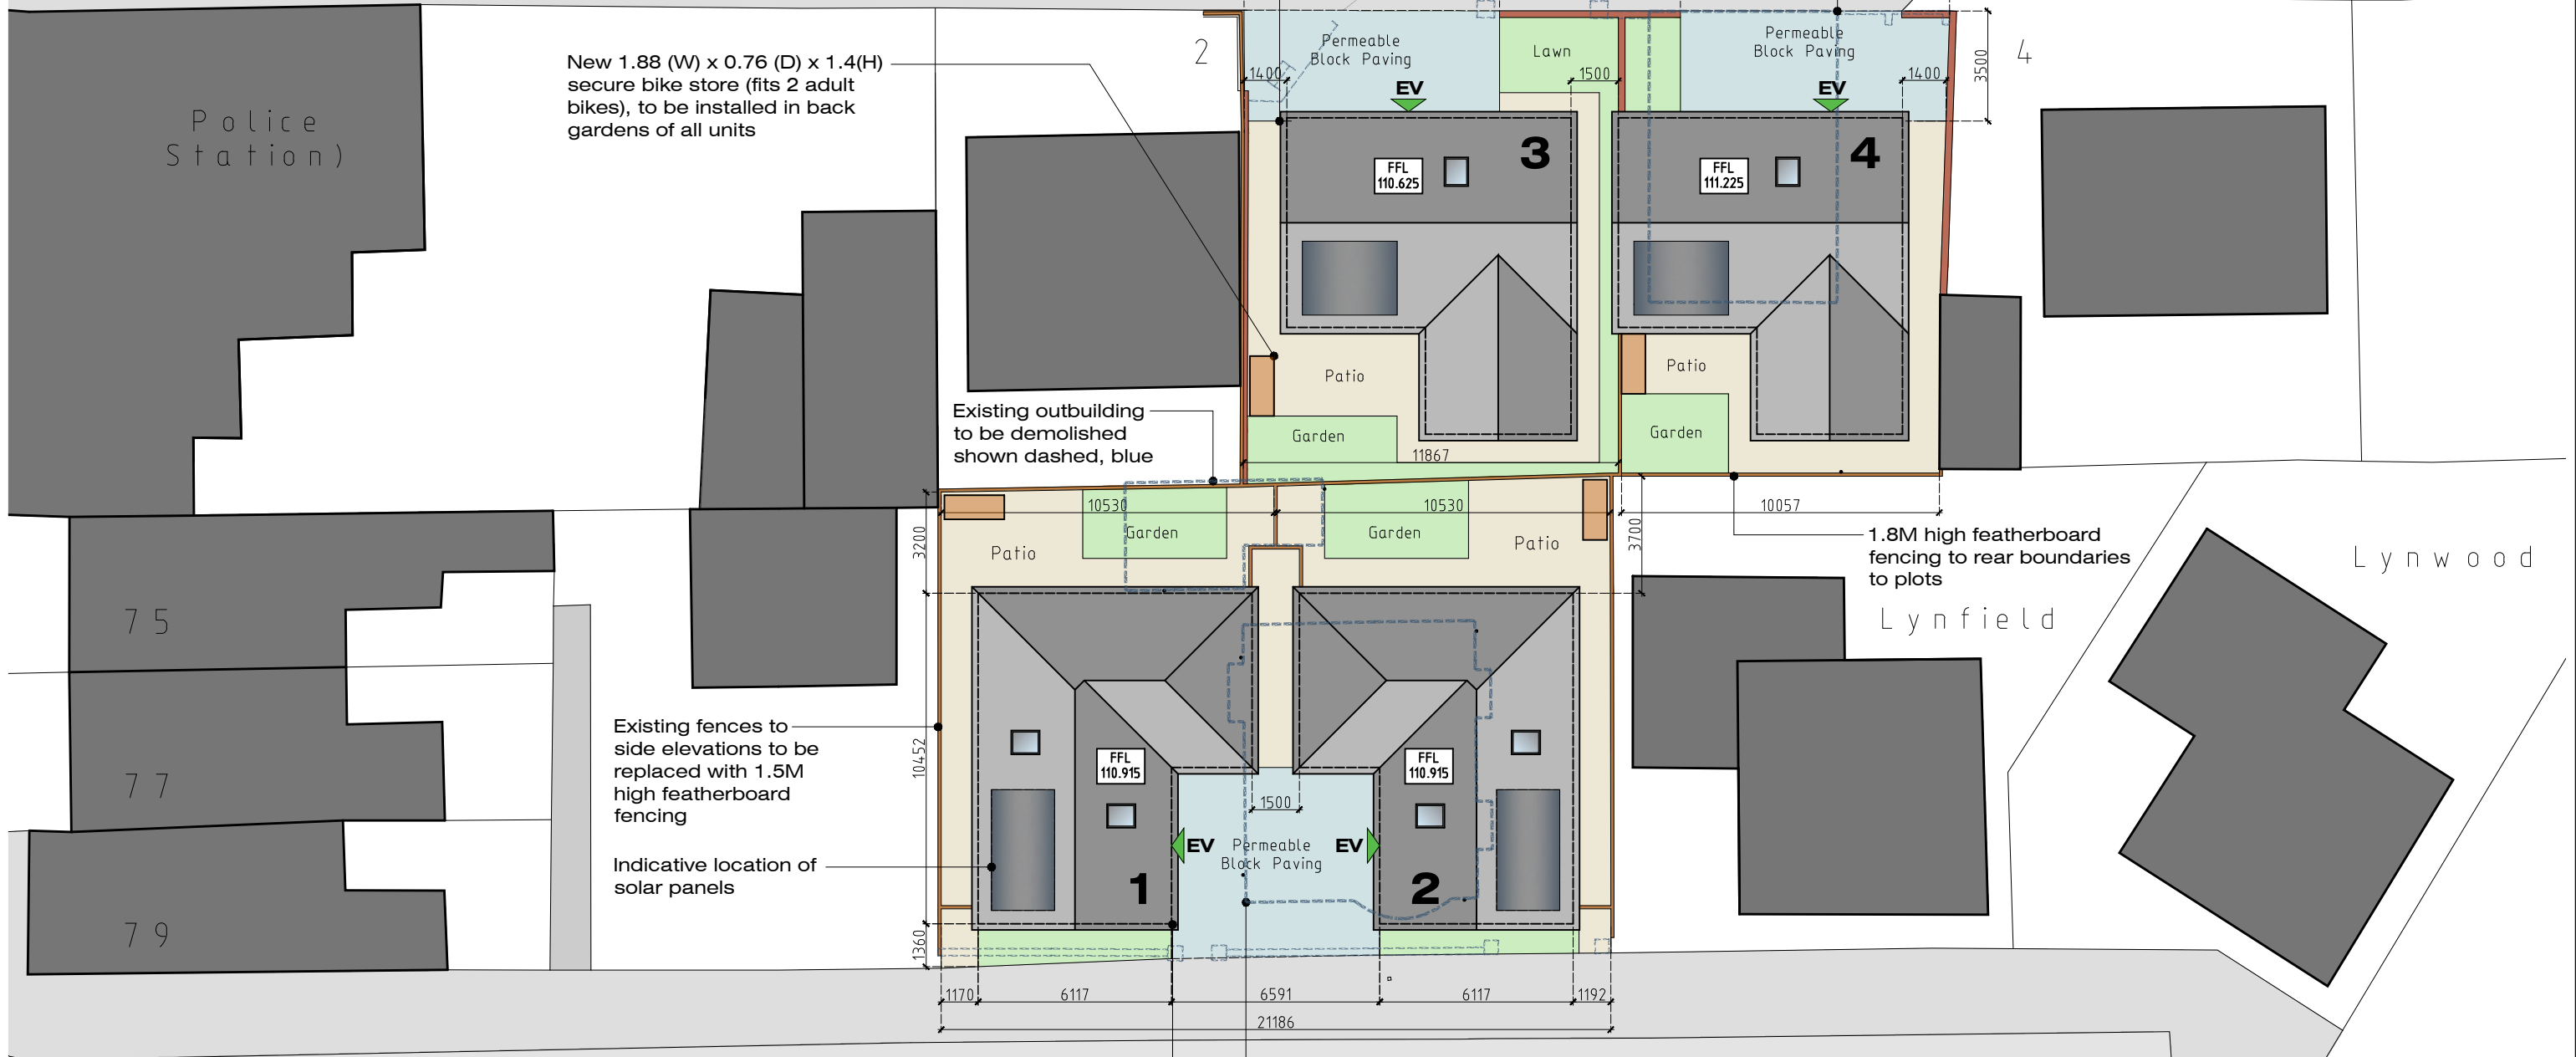 Police
Station)
New 1.88 (W) x 0.76 (D) x 1.4(H)
secure bike store (fits 2 adult
bikes), to be installed in back
gardens of all units
2
Permeable
Block Paving
1400
EV
Lawn
1500
Permeable
Block Paving
EV
1400
3500
4
3
FFL
110.625
4
FFL
111.225
Patio
Garden
Patio
Garden
11867
Existing outbuilding
to be demolished
shown dashed, blue
10530
10530
10057
3200
3700
Patio
Garden
Garden
Patio
1.8M high featherboard
fencing to rear boundaries
to plots
Lynwood
Lynfield
75
77
79
Existing fences to
side elevations to be
replaced with 1.5M
high featherboard
fencing
10452
FFL
110.915
FFL
110.915
1500
EV
Permeable
Block Paving
EV
Indicative location of
solar panels
1
2
1360
1170
6117
6591
6117
1192
21186